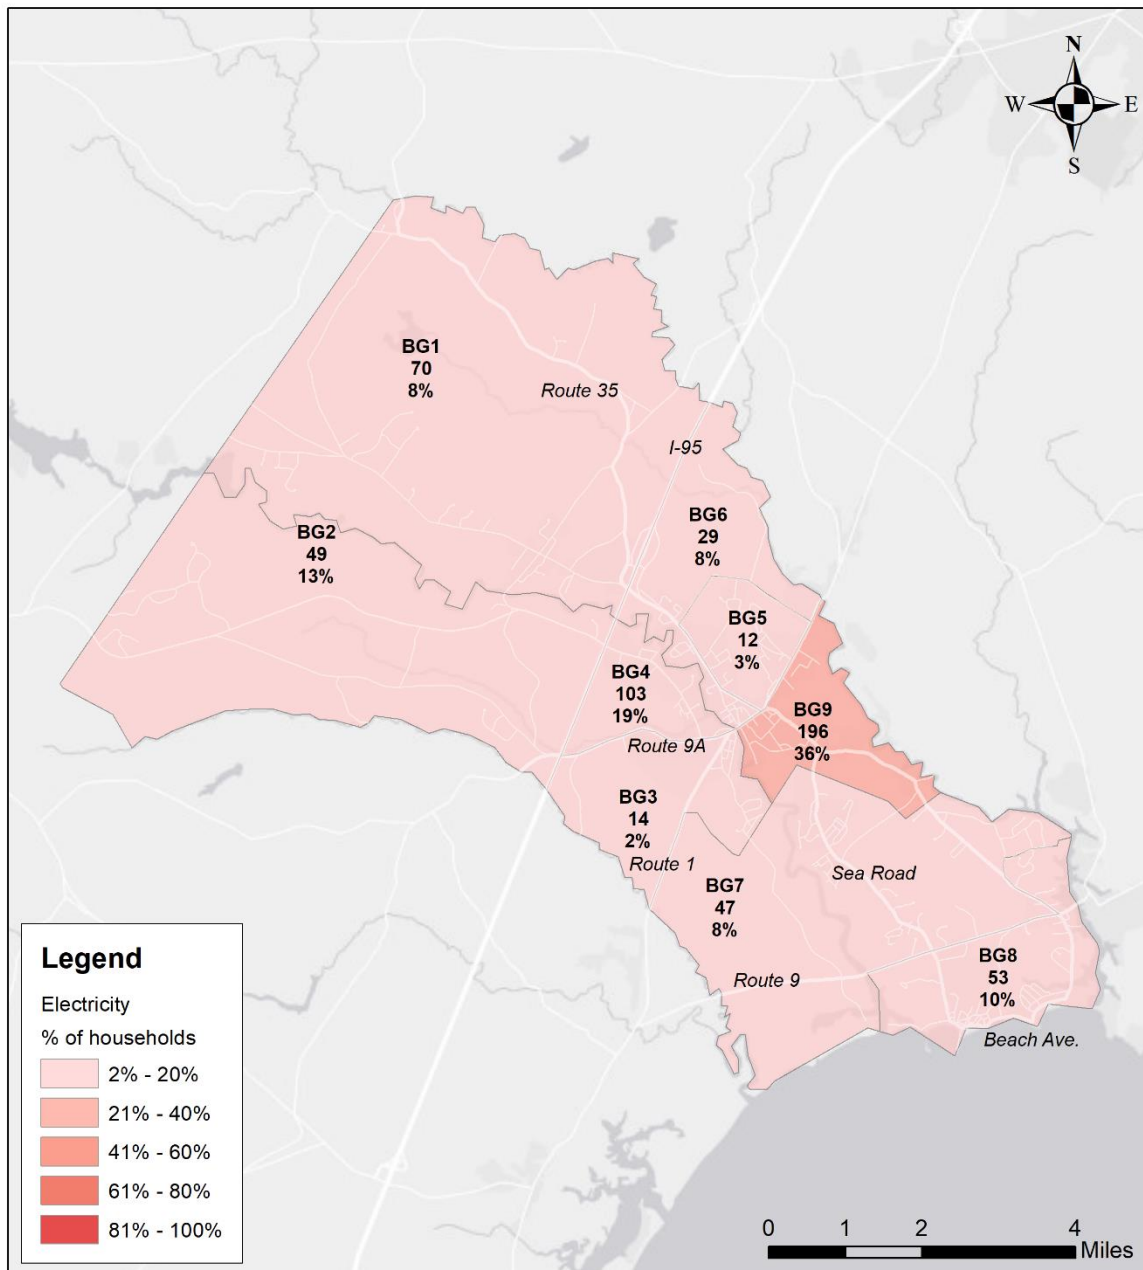 N
W
E
S
BG1
70
8%
Route 35
I-95
BG6
29
8%
BG2
49
13%
BG5
12
3%
BG4
103
19%
BG9
196
36%
Route 9A
BG3
14
2%
Route 1
Sea Road
BG7
47
8%
Route 9
BG8
53
10%
Beach Ave.
Legend
Electricity
% of households
2% - 20%
21% - 40%
41% - 60%
61% - 80%
81% - 100%
0 1 2 4
Miles